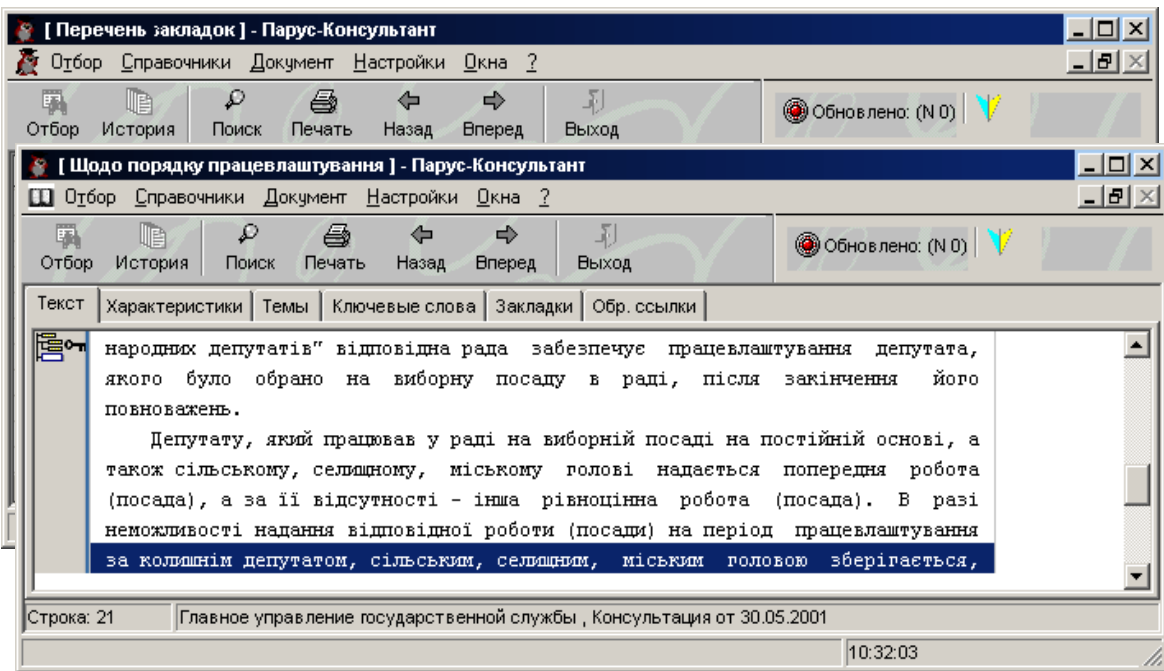 [ Перечень закладок ] - Парус-Консультант
Отбор Справочники Документ Настройки Окна ?
Отбор История Поиск Печать Назад Вперед Выход Обновлено: (N 0)
[ Щодо порядку працевлаштування ] - Парус-Консультант
Отбор Справочники Документ Настройки Окна ?
Отбор История Поиск Печать Назад Вперед Выход Обновлено: (N 0)
Текст Характеристики Темы Ключевые слова Закладки Обр. ссылки
народних депутатів" відповідна рада забезпечує працевлаштування депутата,
якого було обрано на виборну посаду в раді, після закінчення його
повноважень.
Депутату, який працював у раді на виборній посаді на постійній основі, а
також сільському, селищному, міському голові надається попередня робота
(посада), а за її відсутності - інша рівноцінна робота (посада). В разі
неможливості надання відповідної роботи (посади) на період працевлаштування
за колишнім депутатом, сільським, селищним, міським головою зберігається,
Строка: 21 Главное управление государственной службы , Консультация от 30.05.2001
10:32:03